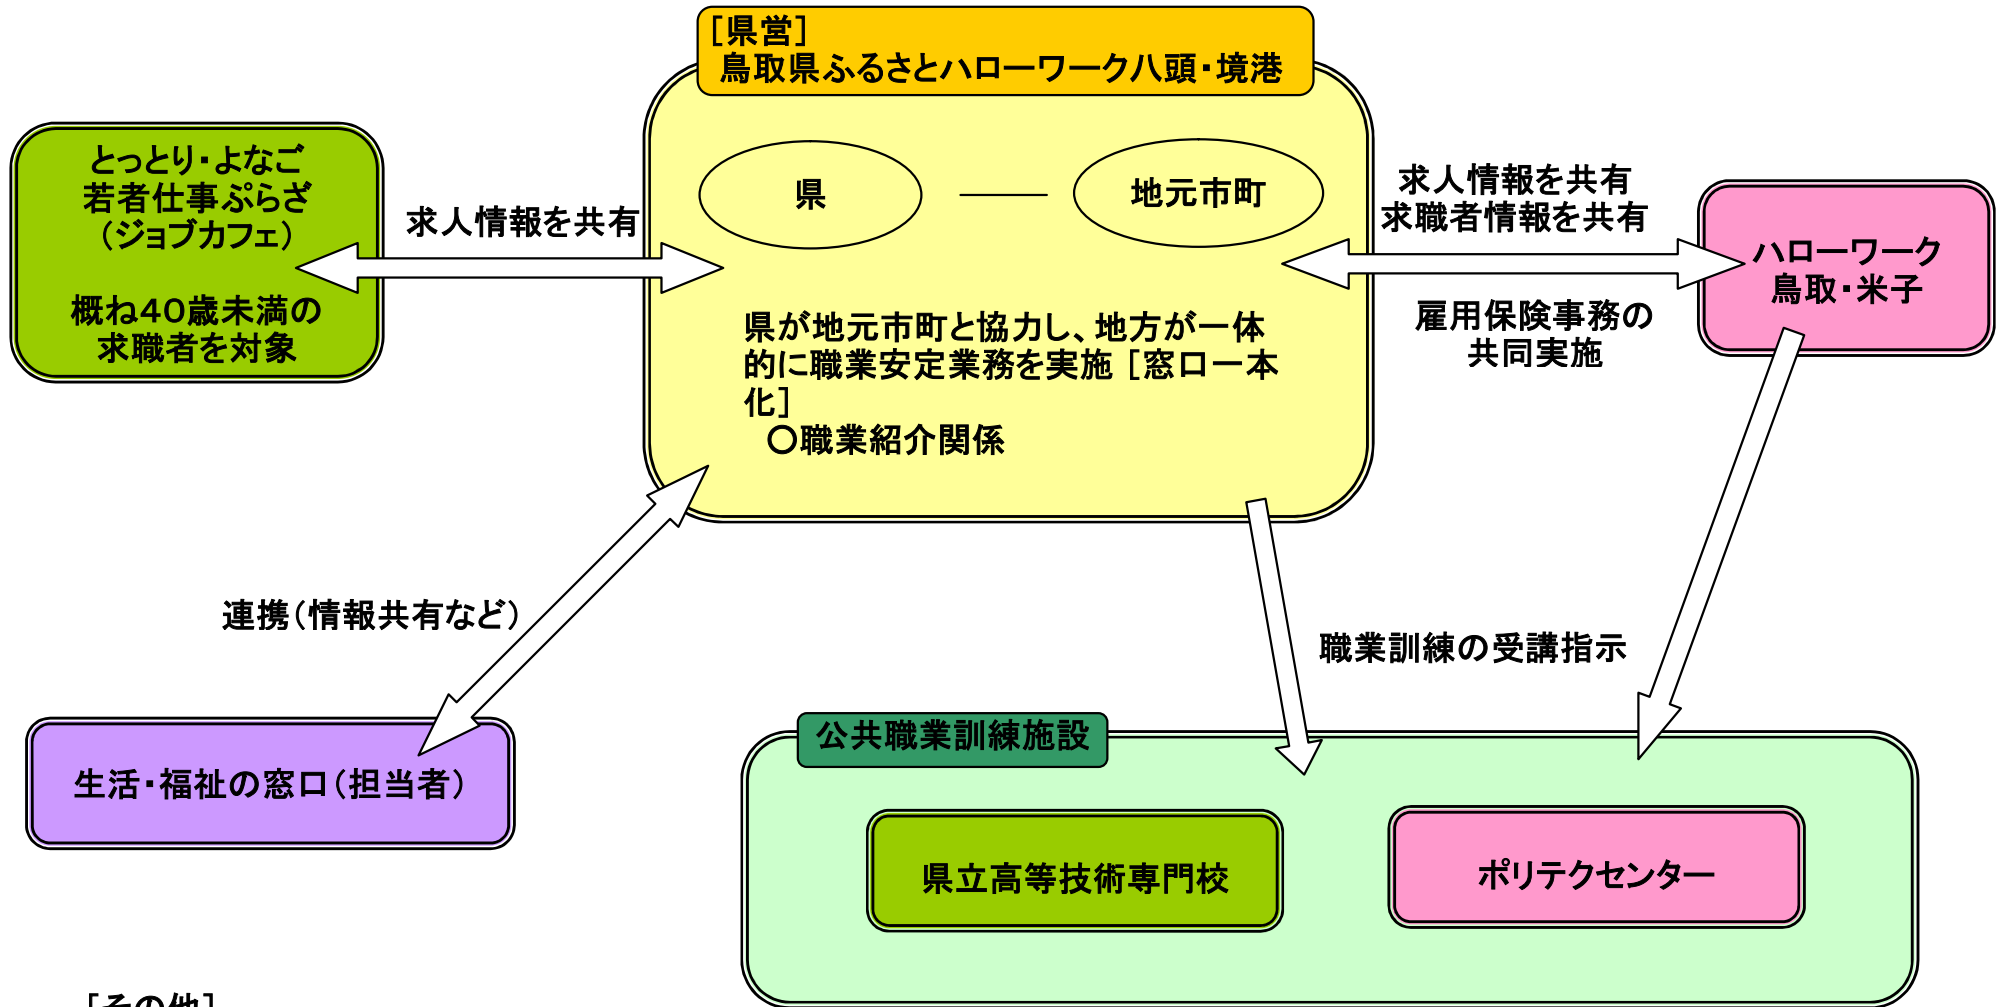 ［県営］
鳥取県ふるさとハローワーク八頭・境港
とっとり・よなご
若者仕事ぷらざ
（ジョブカフェ）
概ね４０歳未満の
求職者を対象
求人情報を共有
県
地元市町
県が地元市町と協力し、地方が一体
的に職業安定業務を実施［窓口一本
化］
〇職業紹介関係
求人情報を共有
求職者情報を共有
雇用保険事務の
共同実施
ハローワーク
鳥取・米子
連携（情報共有など）
職業訓練の受講指示
生活・福祉の窓口（担当者）
公共職業訓練施設
県立高等技術専門校
ポリテクセンター
［その他］